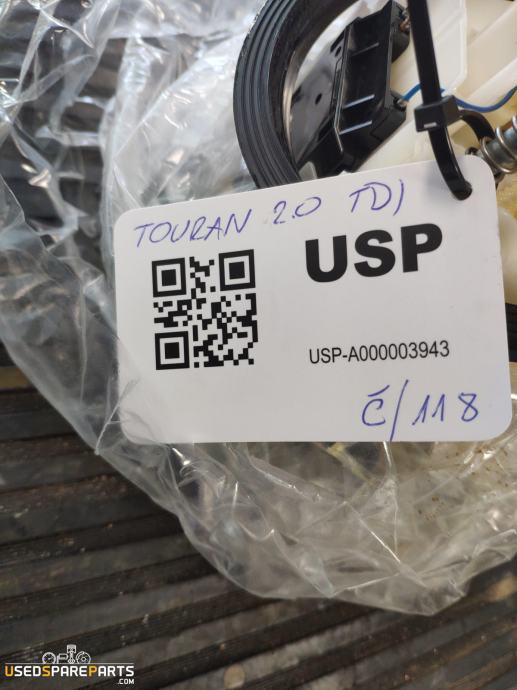 TOURAN 2.0 TDI
USP
USP-A000003943
Č/118
USEDSPAREPARTS
.COM